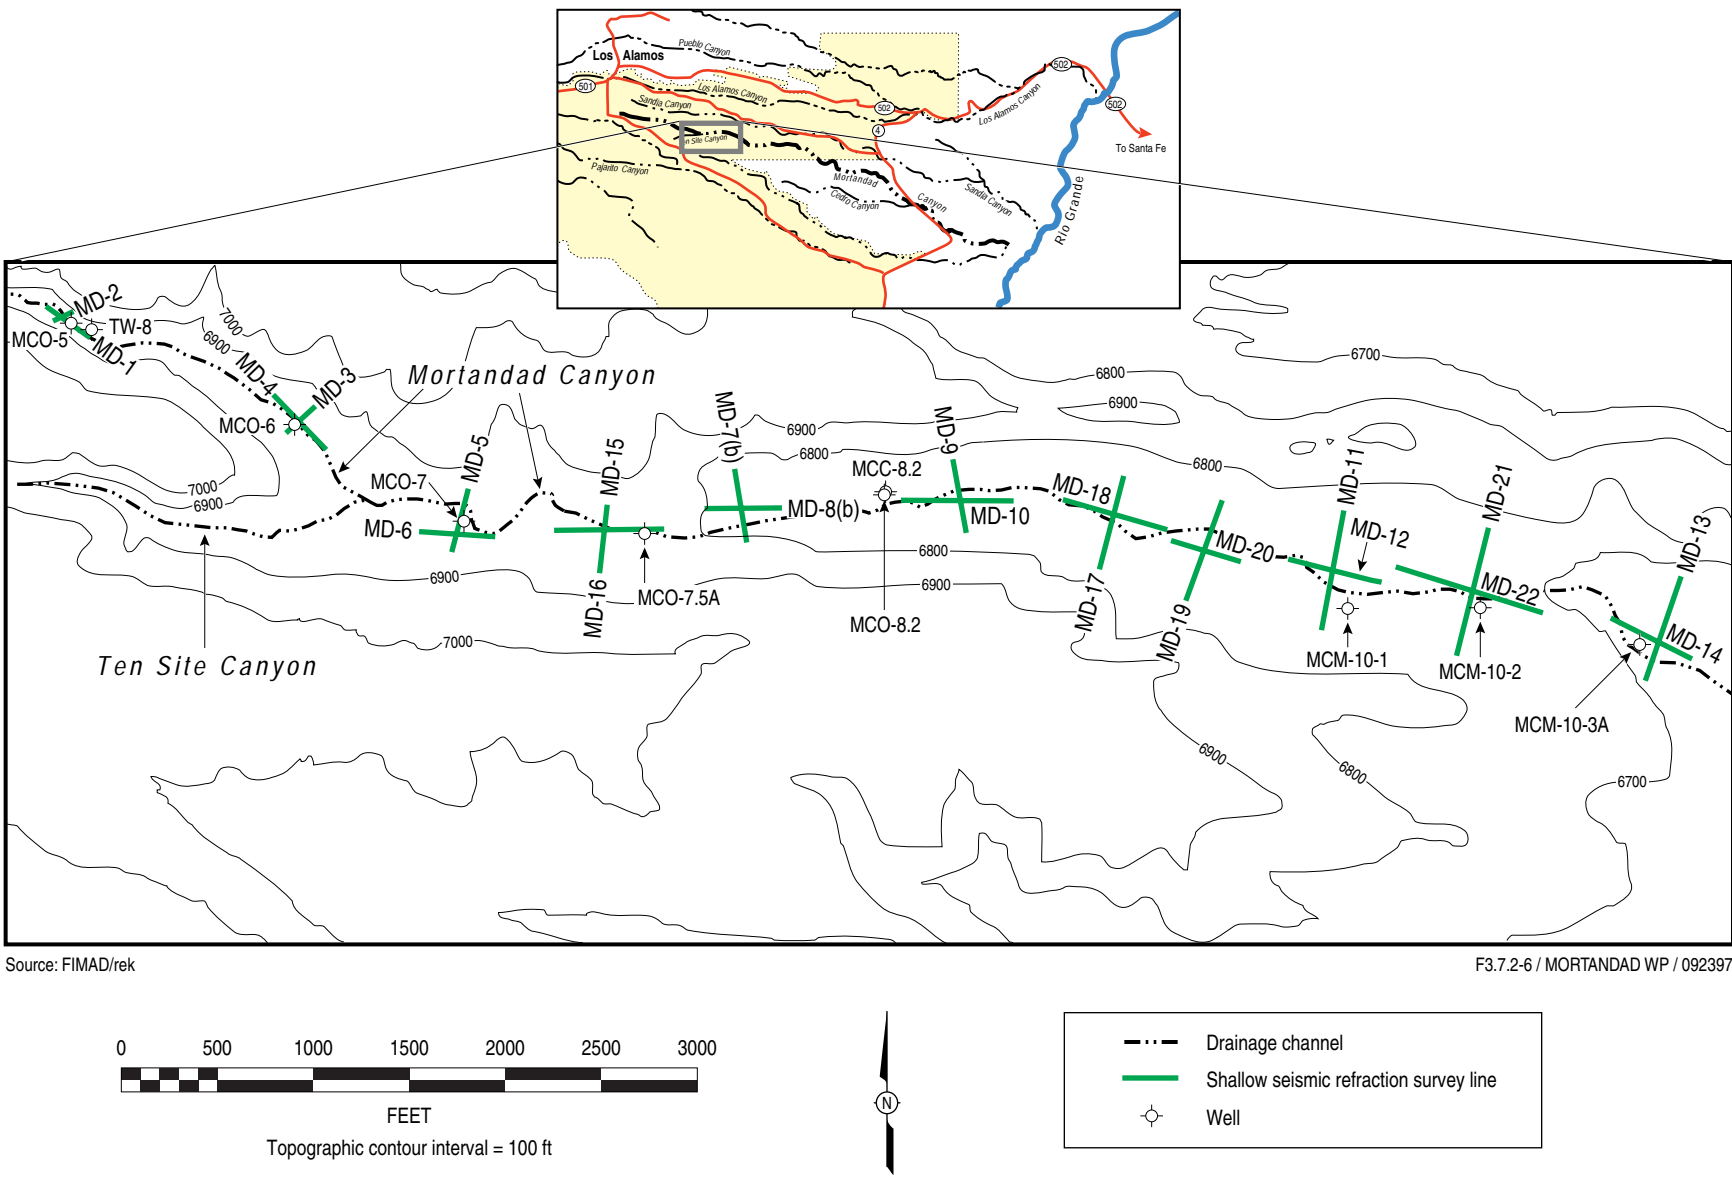 Pueblo Canyon
Los Alamos
501
Los Alamos Canyon
Sandia Canyon
502
502
502
Los Alamos Canyon
4
To Santa Fe
n Site Canyon
Pajarito Canyon
Mortandad
Canyon
Cedro Canyon
Sandia Canyon
Rio Grande
MD-2
TW-8
MCO-5
MD-1
7000
6900
MD-4
MD-3
Mortandad Canyon
MCO-6
6700
6800
6900
MD-7(b)
6900
6800
MD-9
MD-5
MD-15
MCO-7
MCC-8.2
6800
MD-11
MD-21
7000
6900
MD-18
MD-8(b)
MD-10
MD-6
MD-12
MD-13
MD-20
6800
6900
6900
MD-16
MCO-7.5A
MCO-8.2
MD-17
MD-19
MD-22
MD-14
7000
MCM-10-1
MCM-10-2
Ten Site Canyon
MCM-10-3A
6900
6800
6700
Source: FIMAD/rek
F3.7.2-6 / MORTANDAD WP / 092397
0 500 1000 1500 2000 2500 3000
FEET
Topographic contour interval = 100 ft
N
Drainage channel
Shallow seismic refraction survey line
Well